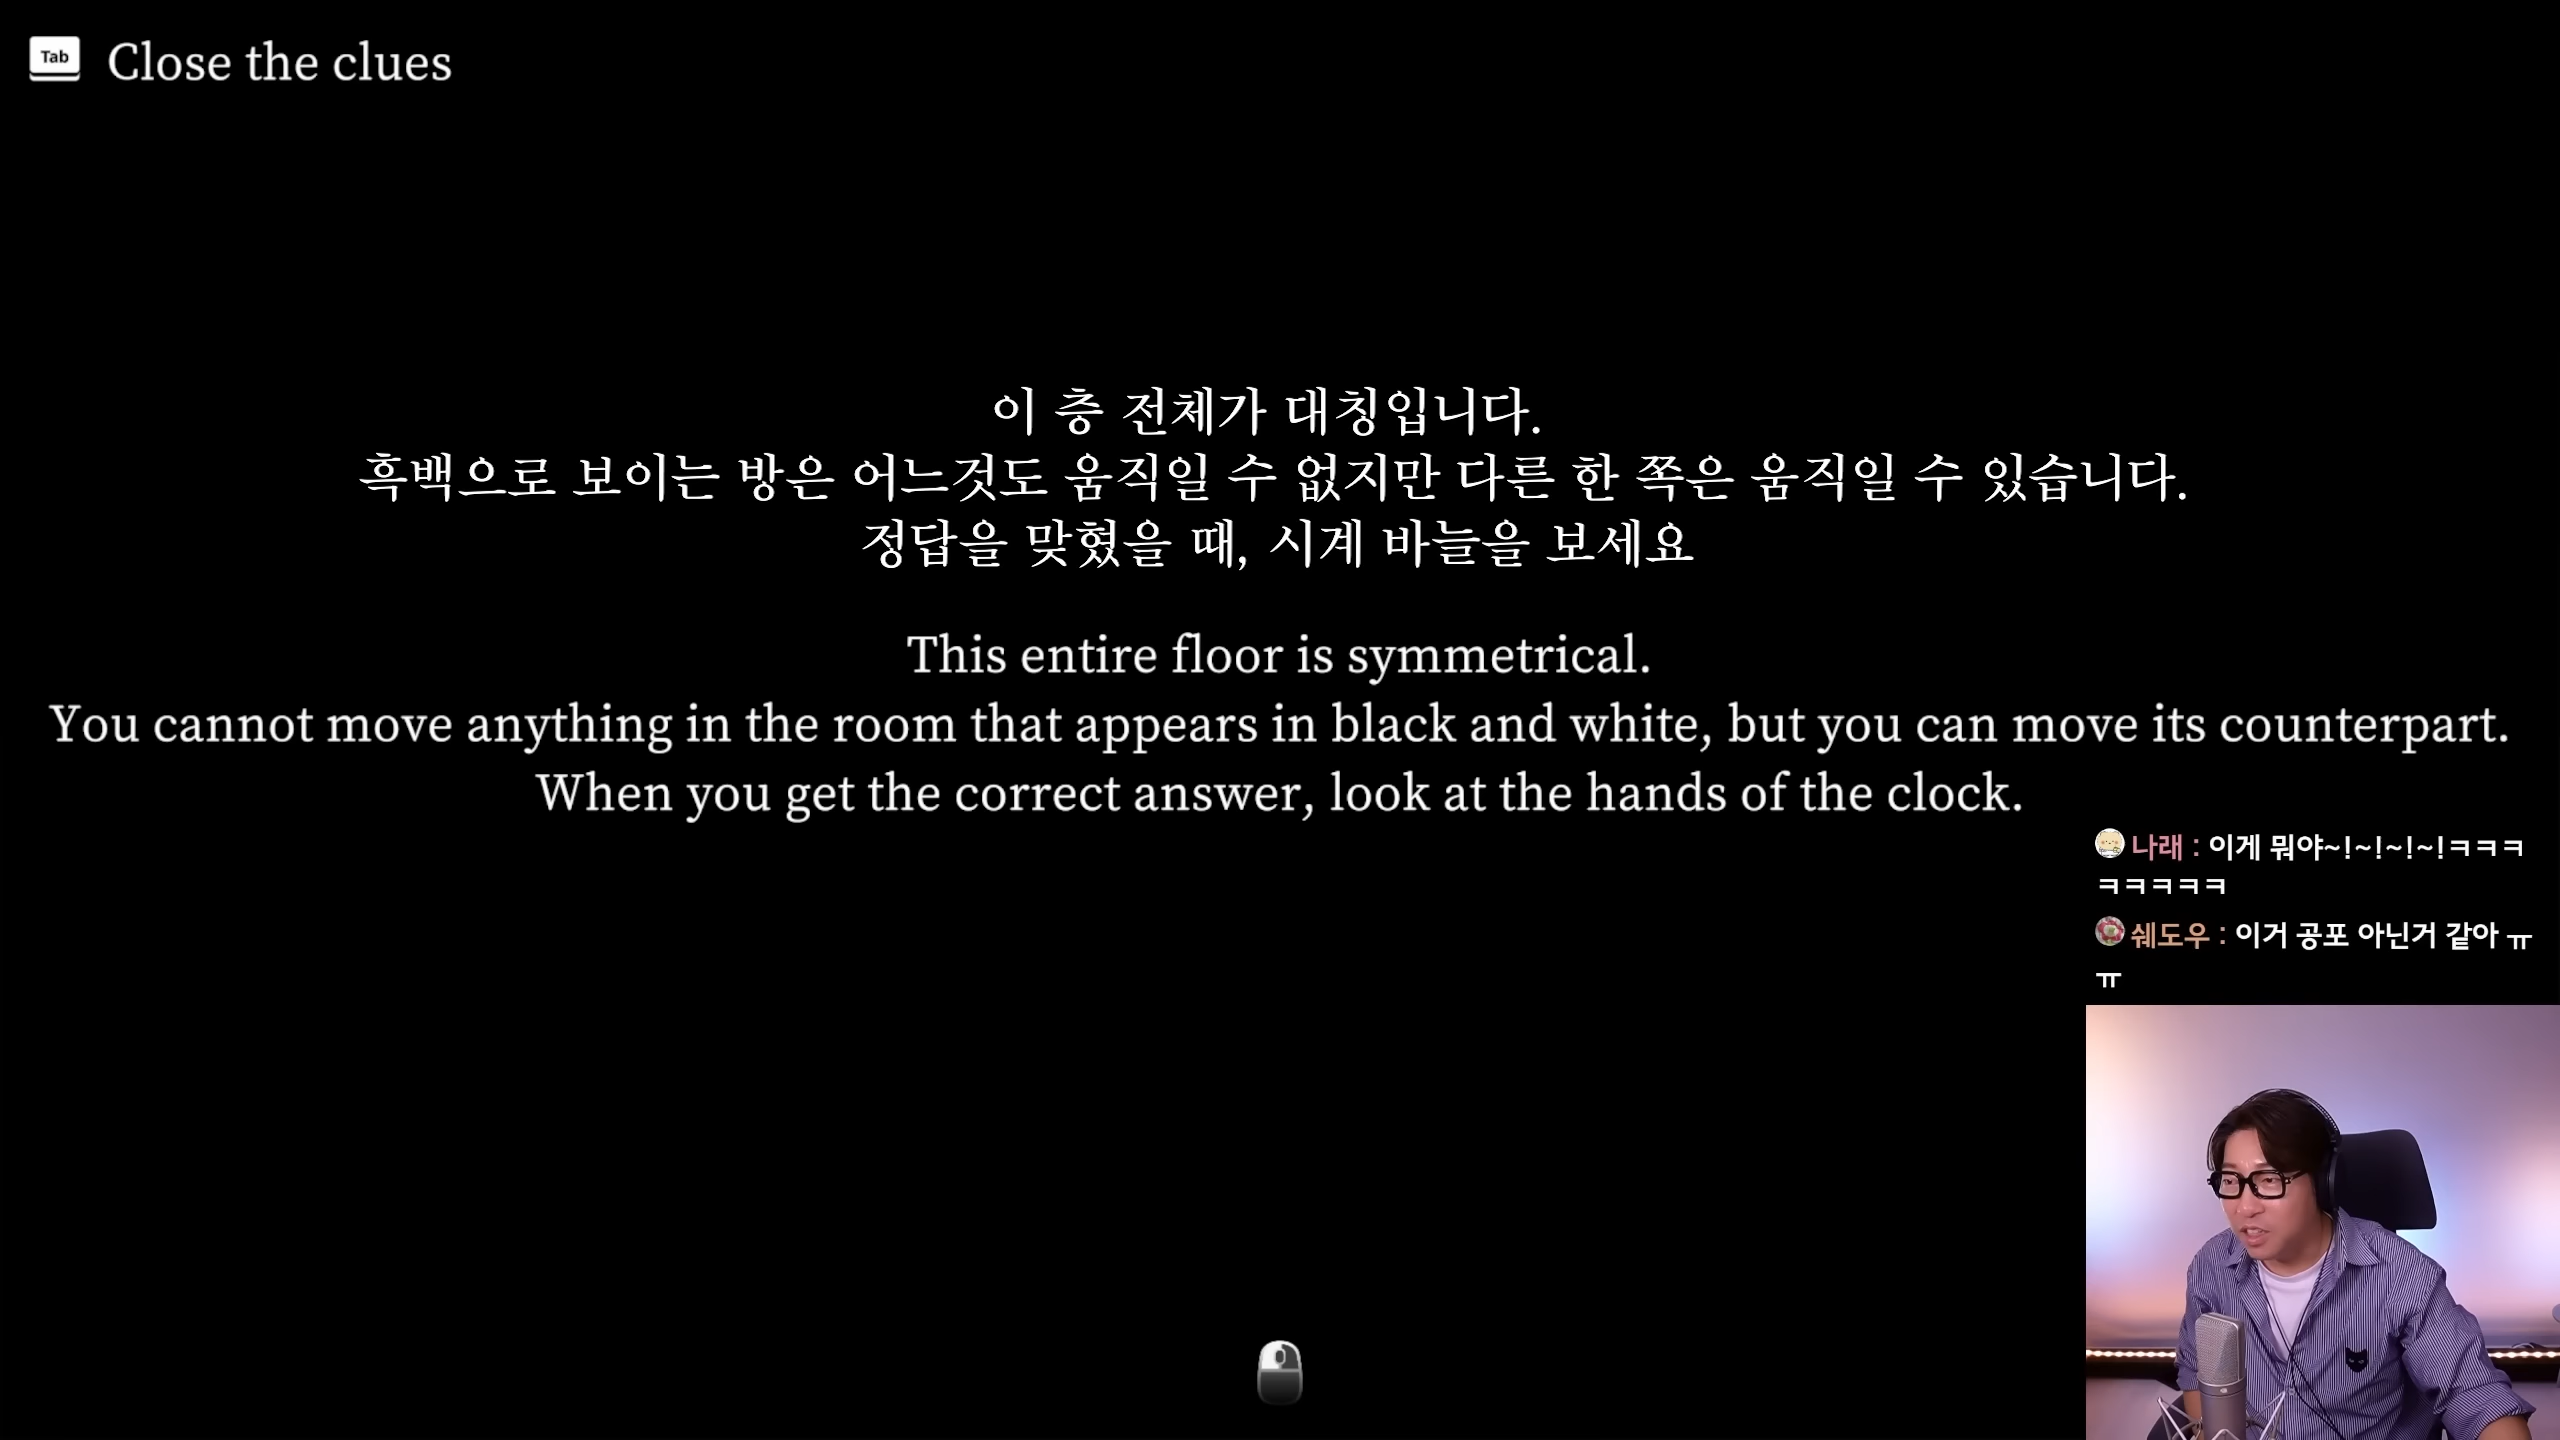 Tab Close the clues
이 층 전체가 대칭입니다.
흑백으로 보이는 방은 어느것도 움직일 수 없지만 다른 한 쪽은 움직일 수 있습니다.
정답을 맞혔을 때, 시계 바늘을 보세요
This entire floor is symmetrical.
You cannot move anything in the room that appears in black and white, but you can move its counterpart.
When you get the correct answer, look at the hands of the clock.
나래 : 이게 뭐야~!~!~!~!ㅋㅋㅋ
ㅋㅋㅋㅋㅋ
쉐도우 : 이거 공포 아닌거 같아 ㅠ
ㅠ